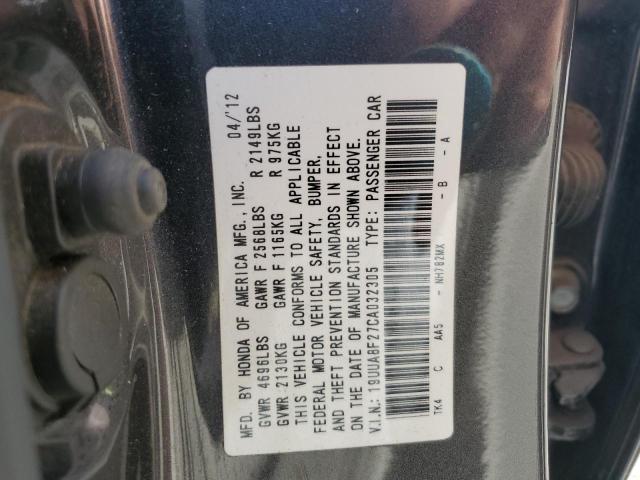 MFD. BY HONDA OF AMERICA MFG., INC. 04/12
GVWR 4696LBS GAWR F 2568LBS R 2149LBS
GVWR 2130KG GAWR F 1165KG R 975KG
THIS VEHICLE CONFORMS TO ALL APPLICABLE
FEDERAL MOTOR VEHICLE SAFETY, BUMPER,
AND THEFT PREVENTION STANDARDS IN EFFECT
ON THE DATE OF MANUFACTURE SHOWN ABOVE.
V.I.N.: 19UUA8F27CA032305 TYPE: PASSENGER CAR
TK4 C AA5 - NH782MX - B - A